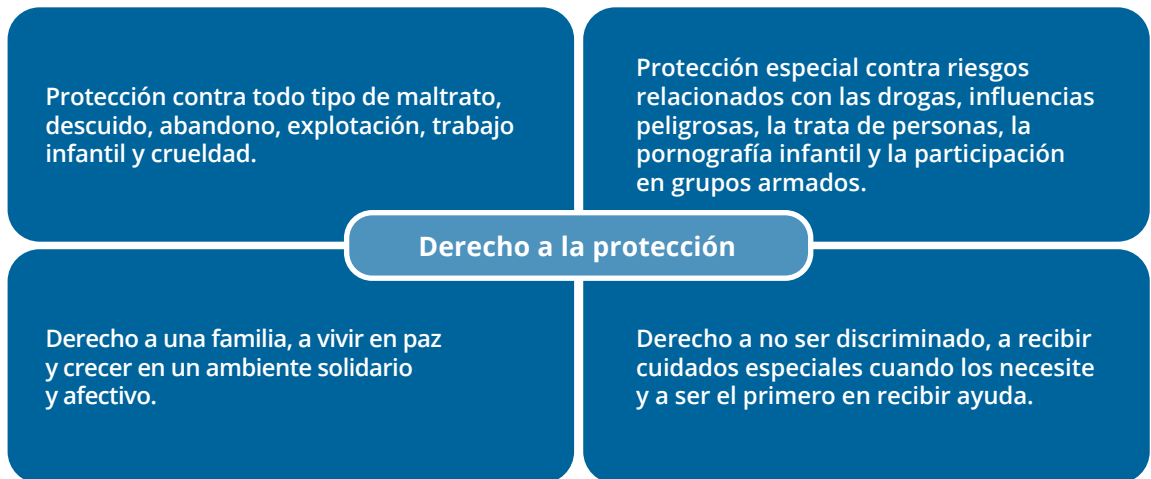 Protección contra todo tipo de maltrato,
descuido, abandono, explotación, trabajo
infantil y crueldad.
Protección especial contra riesgos
relacionados con las drogas, influencias
peligrosas, la trata de personas, la
pornografía infantil y la participación
en grupos armados.
Derecho a la protección
Derecho a una familia, a vivir en paz
y crecer en un ambiente solidario
y afectivo.
Derecho a no ser discriminado, a recibir
cuidados especiales cuando los necesite
y a ser el primero en recibir ayuda.